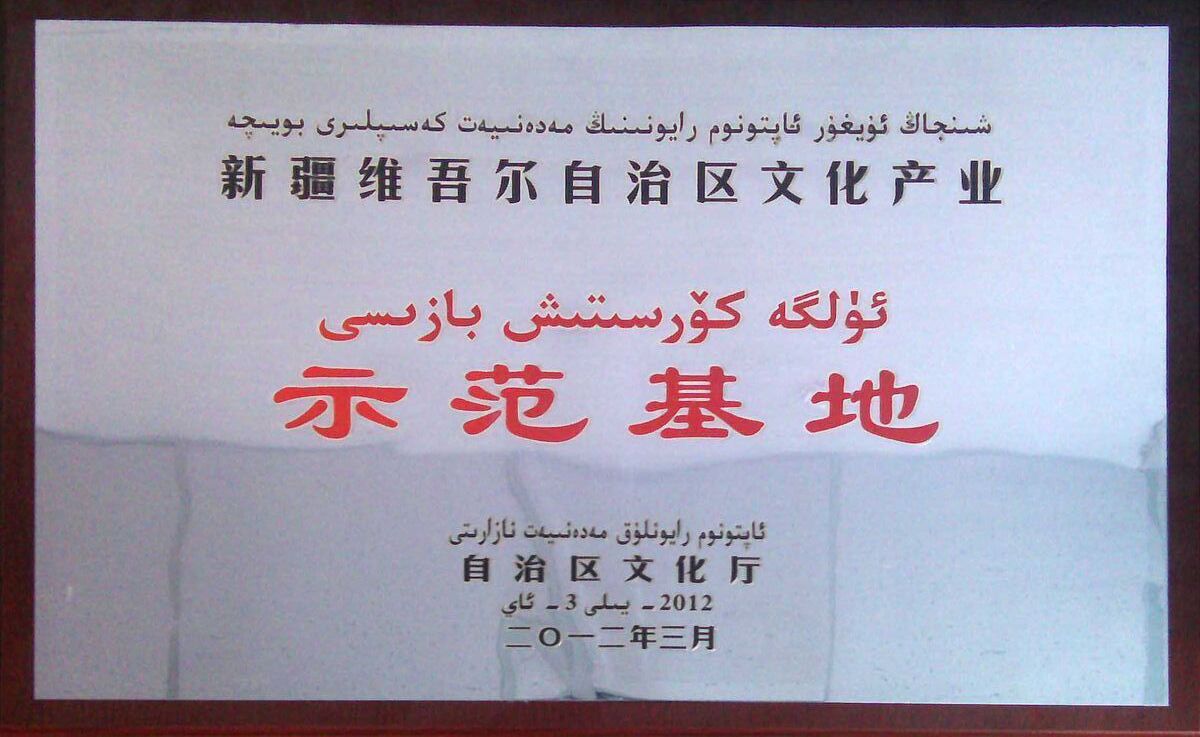 شىنجاڭ ئۇيغۇر ئاپتونوم رايونىنىڭ مەدەنىيەت كەسىپلىرى بويىچە
新疆维吾尔自治区文化产业
ئۈلگە كۆرسىتىش بازىسى
示范基地
ئاپتونوم رايونلۇق مەدەنىيەت نازارىتى
自治区文化厅
2012 ـ يىلى 3 ـ ئاي
二〇一二年三月